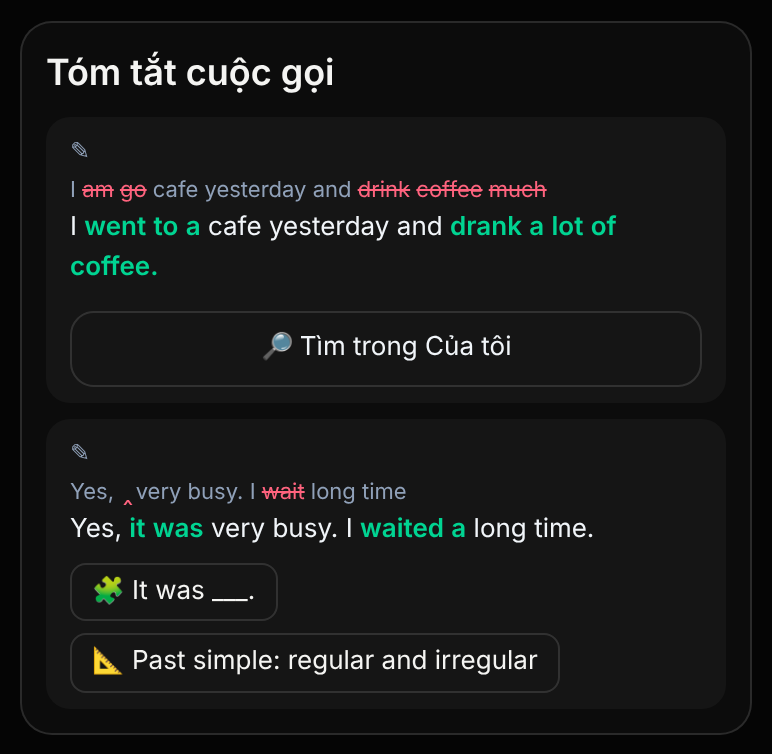 Tóm tắt cuộc gọi
✎
I am go cafe yesterday and drink coffee much
I went to a cafe yesterday and drank a lot of
coffee.
🔎 Tìm trong Của tôi
✎
Yes, ‸very busy. I wait long time
Yes, it was very busy. I waited a long time.
🧩 It was ___.
📐 Past simple: regular and irregular